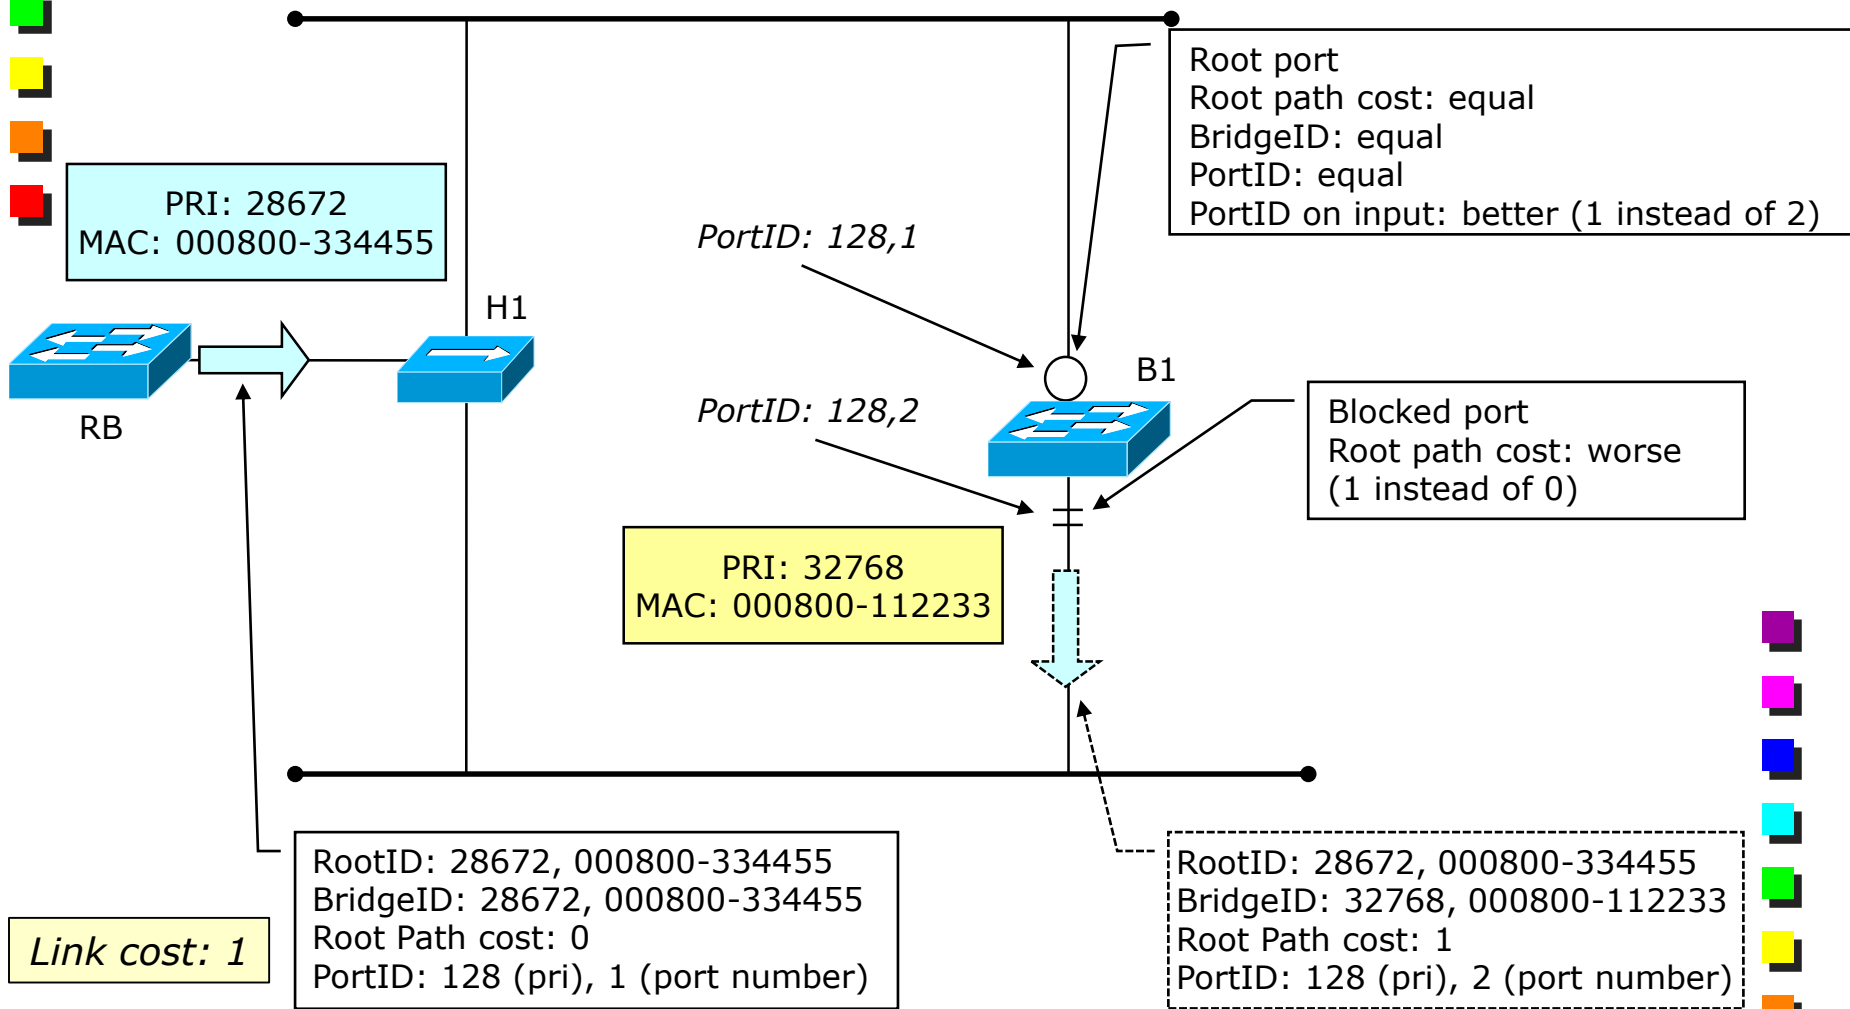 Root port
Root path cost: equal
BridgeID: equal
PortID: equal
PortID on input: better (1 instead of 2)
PRI: 28672
MAC: 000800-334455
PortID: 128,1
H1
RB
B1
PortID: 128,2
Blocked port
Root path cost: worse
(1 instead of 0)
PRI: 32768
MAC: 000800-112233
RootID: 28672, 000800-334455
BridgeID: 28672, 000800-334455
Root Path cost: 0
PortID: 128 (pri), 1 (port number)
RootID: 28672, 000800-334455
BridgeID: 32768, 000800-112233
Root Path cost: 1
PortID: 128 (pri), 2 (port number)
Link cost: 1